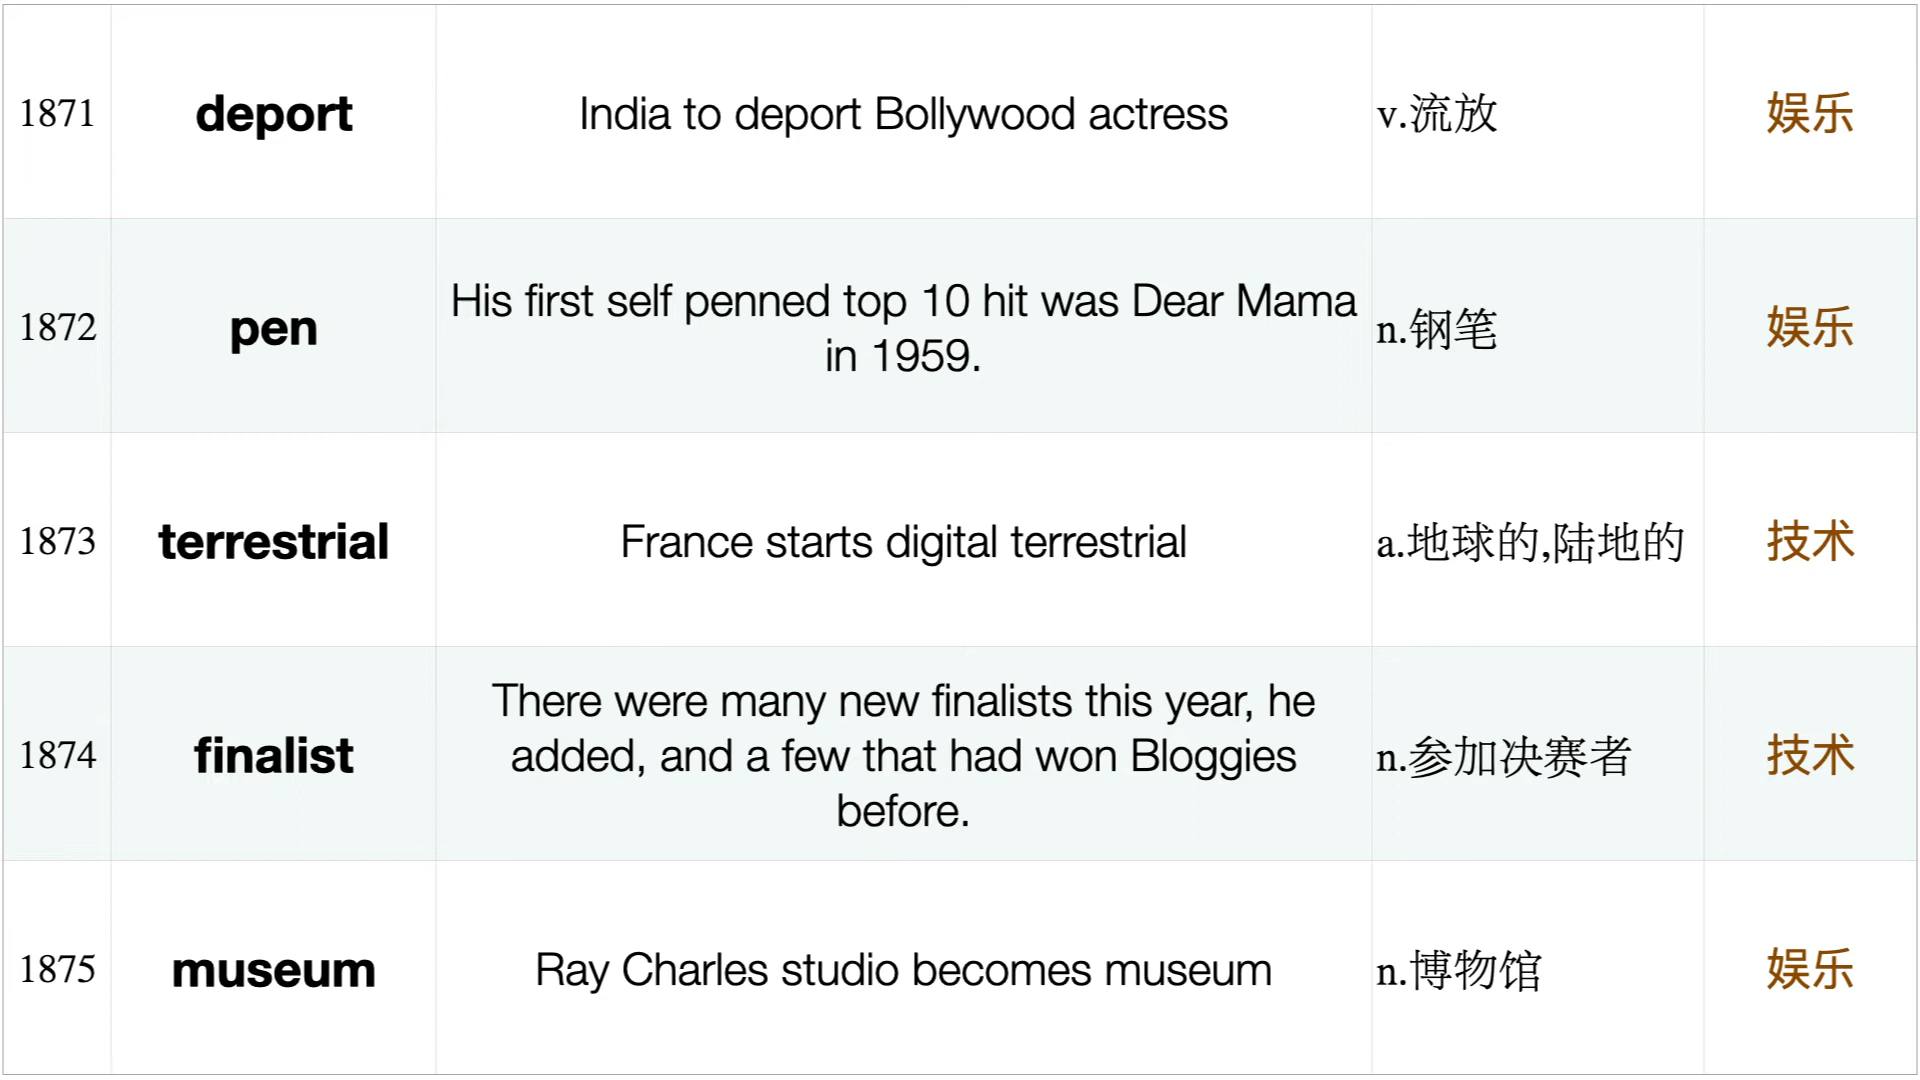 1871 deport India to deport Bollywood actress v.流放 娱乐
1872 pen His first self penned top 10 hit was Dear Mama in 1959. n.钢笔 娱乐
1873 terrestrial France starts digital terrestrial a.地球的,陆地的 技术
1874 finalist There were many new finalists this year, he added, and a few that had won Bloggies before. n.参加决赛者 技术
1875 museum Ray Charles studio becomes museum n.博物馆 娱乐